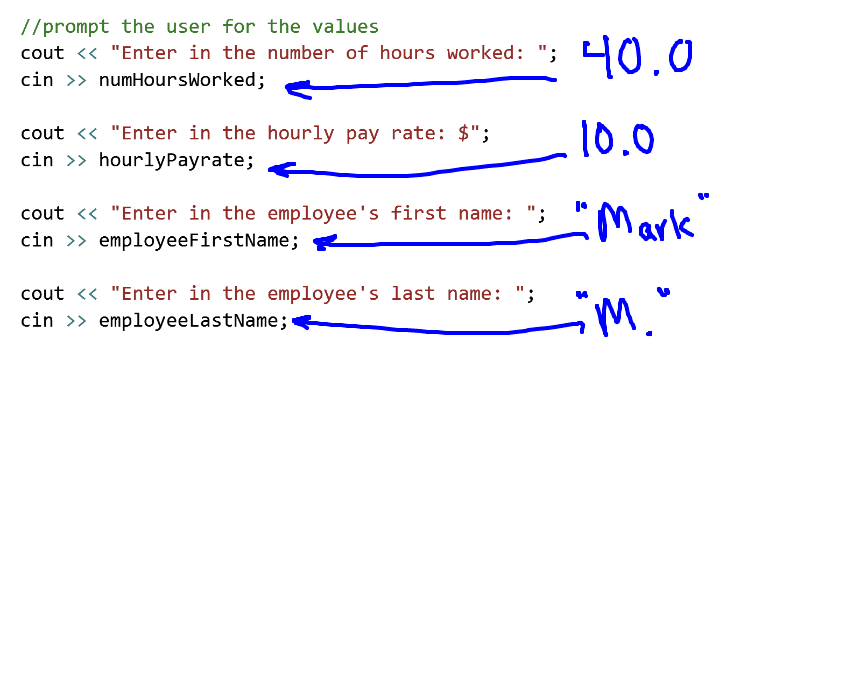 //prompt the user for the values
cout << "Enter in the number of hours worked: "; 40.0
cin >> numHoursWorked;
cout << "Enter in the hourly pay rate: $"; 10.0
cin >> hourlyPayrate;
cout << "Enter in the employee's first name: "; "Mark"
cin >> employeeFirstName;
cout << "Enter in the employee's last name: "; "M."
cin >> employeeLastName;